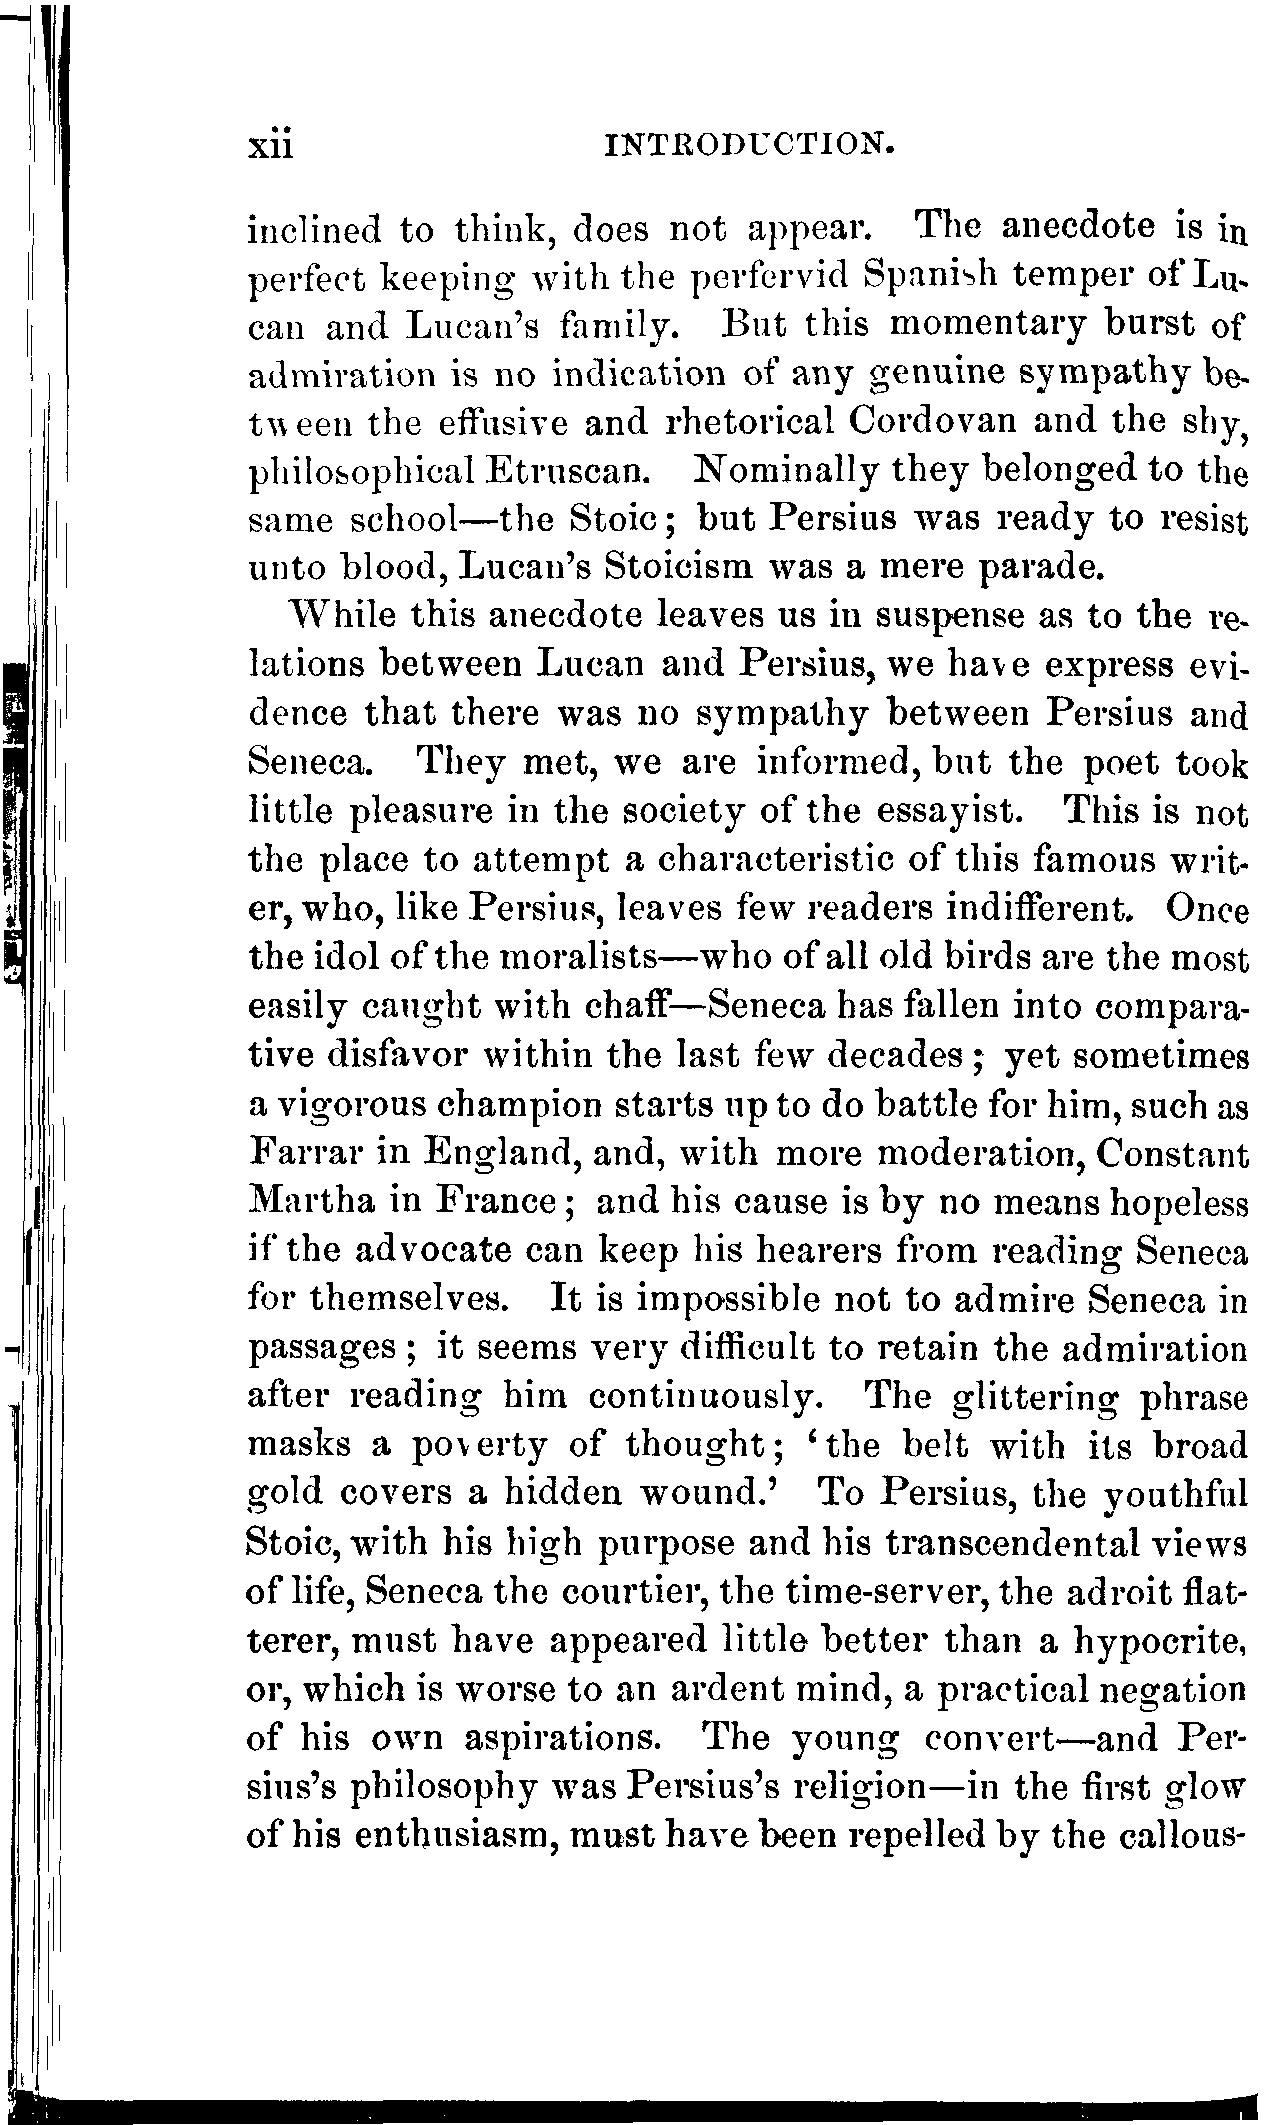 xii INTRODUCTION.
inclined to think, does not appear. The anecdote is in
perfect keeping with the perfervid Spanish temper of Lu-
can and Lucan's family. But this momentary burst of
admiration is no indication of any genuine sympathy be-
tween the effusive and rhetorical Cordovan and the shy,
philosophical Etruscan. Nominally they belonged to the
same school—the Stoic; but Persius was ready to resist
unto blood, Lucan's Stoicism was a mere parade.
While this anecdote leaves us in suspense as to the re-
lations between Lucan and Persius, we have express evi-
dence that there was no sympathy between Persius and
Seneca. They met, we are informed, but the poet took
little pleasure in the society of the essayist. This is not
the place to attempt a characteristic of this famous writ-
er, who, like Persius, leaves few readers indifferent. Once
the idol of the moralists—who of all old birds are the most
easily caught with chaff—Seneca has fallen into compara-
tive disfavor within the last few decades; yet sometimes
a vigorous champion starts up to do battle for him, such as
Farrar in England, and, with more moderation, Constant
Martha in France; and his cause is by no means hopeless
if the advocate can keep his hearers from reading Seneca
for themselves. It is impossible not to admire Seneca in
passages; it seems very difficult to retain the admiration
after reading him continuously. The glittering phrase
masks a poverty of thought; 'the belt with its broad
gold covers a hidden wound.' To Persius, the youthful
Stoic, with his high purpose and his transcendental views
of life, Seneca the courtier, the time-server, the adroit flat-
terer, must have appeared little better than a hypocrite,
or, which is worse to an ardent mind, a practical negation
of his own aspirations. The young convert—and Per-
sius's philosophy was Persius's religion—in the first glow
of his enthusiasm, must have been repelled by the callous-